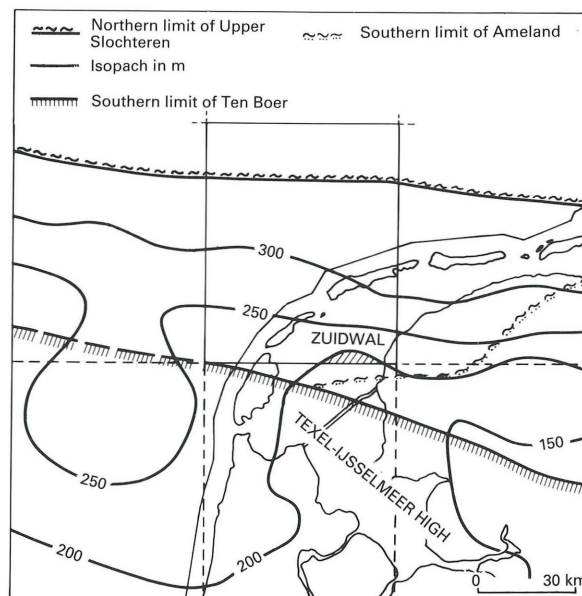 Northern limit of Upper
Slochteren
Southern limit of Ameland
Isopach in m
Southern limit of Ten Boer
300
250
ZUIDWAL
150
250
TEXEL-IJSSELMEER HIGH
200
200
0 30 km